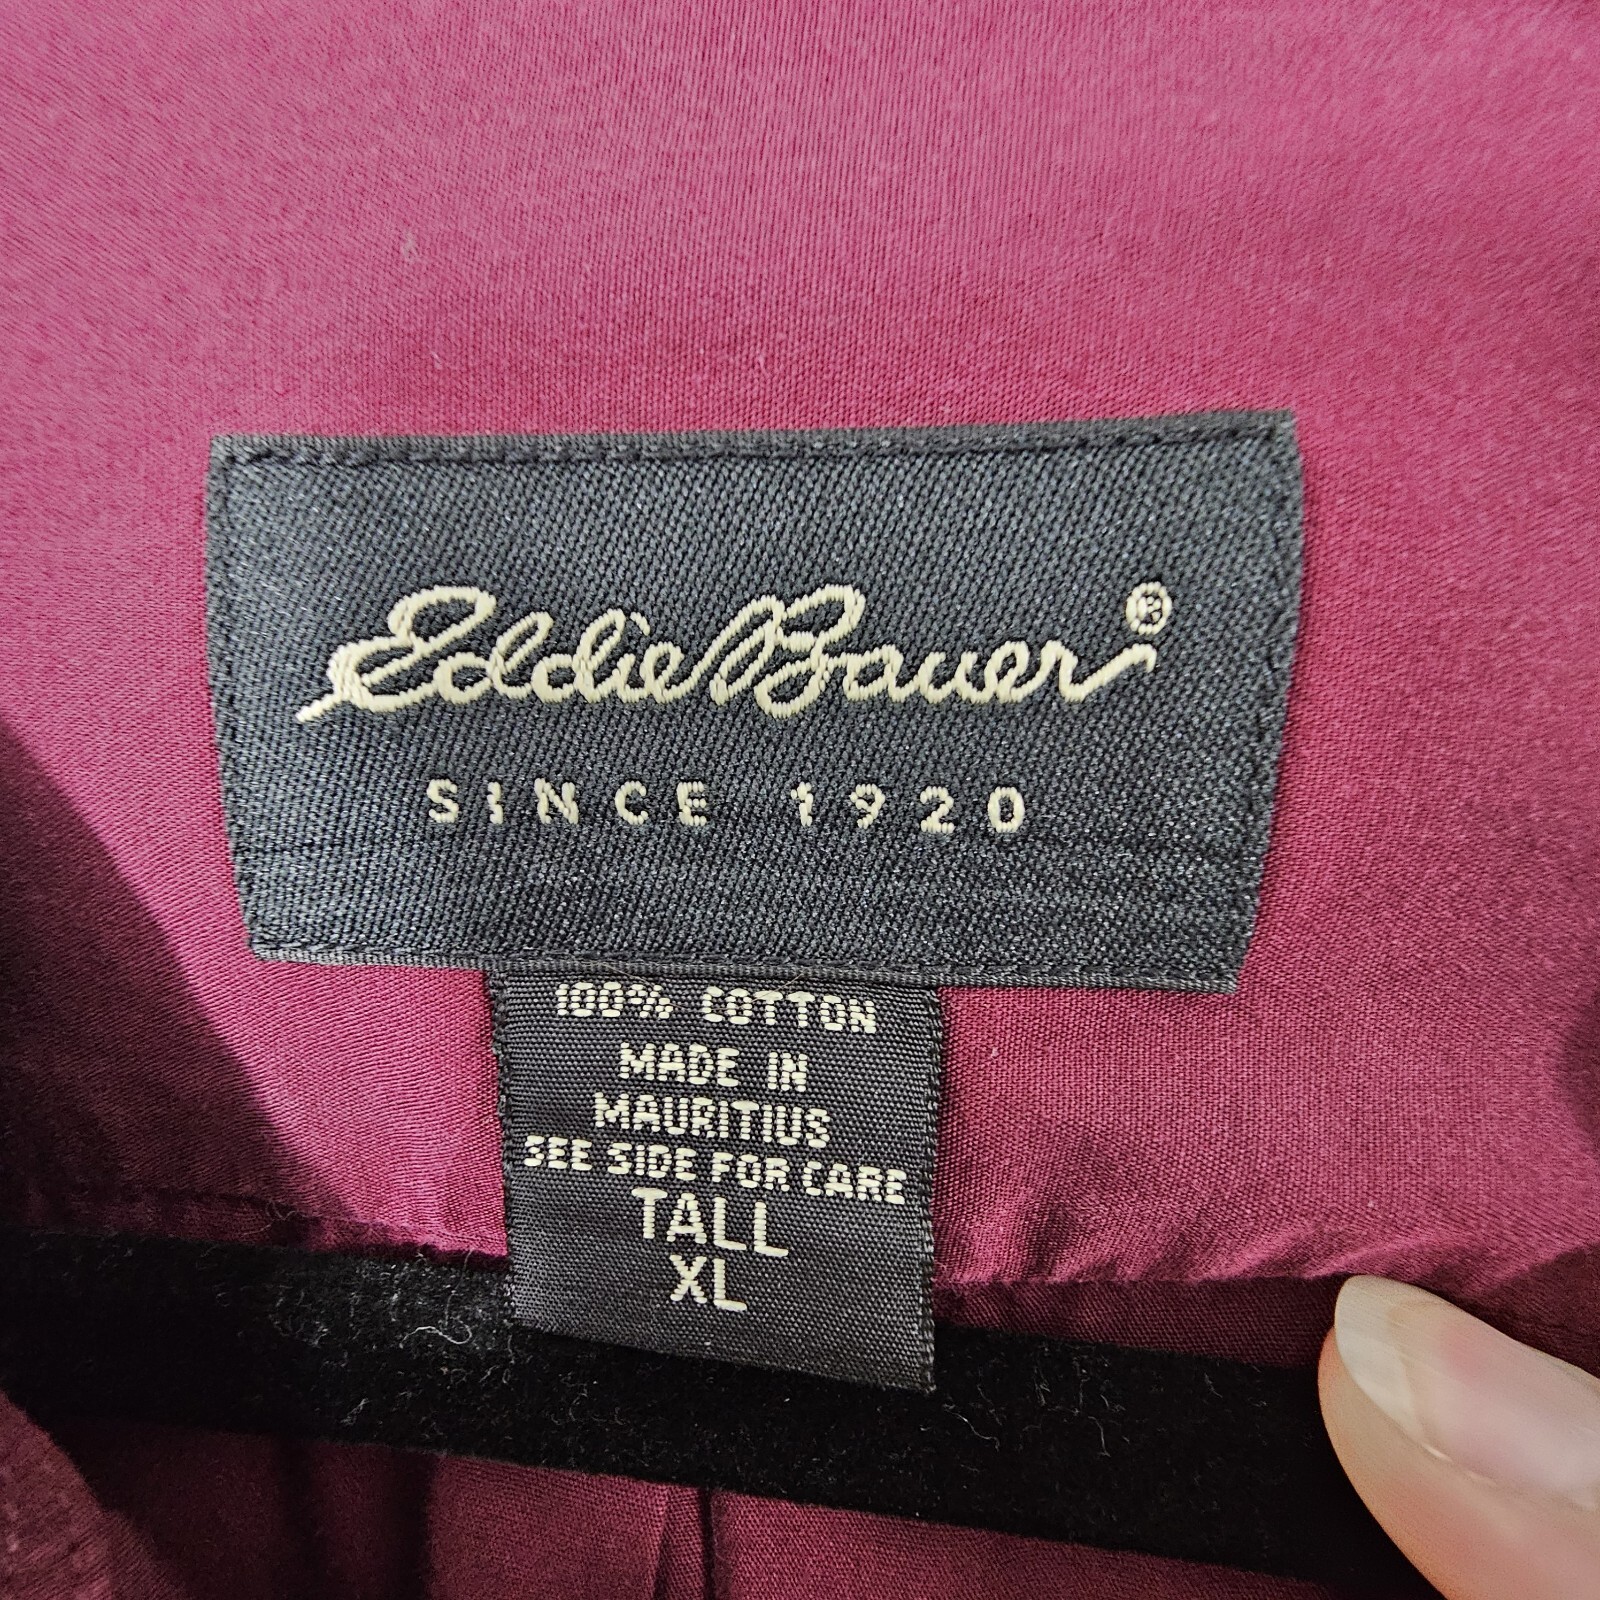 Eddie Bauer®
SINCE 1920
100% COTTON
MADE IN
MAURITIUS
SEE SIDE FOR CARE
TALL
XL